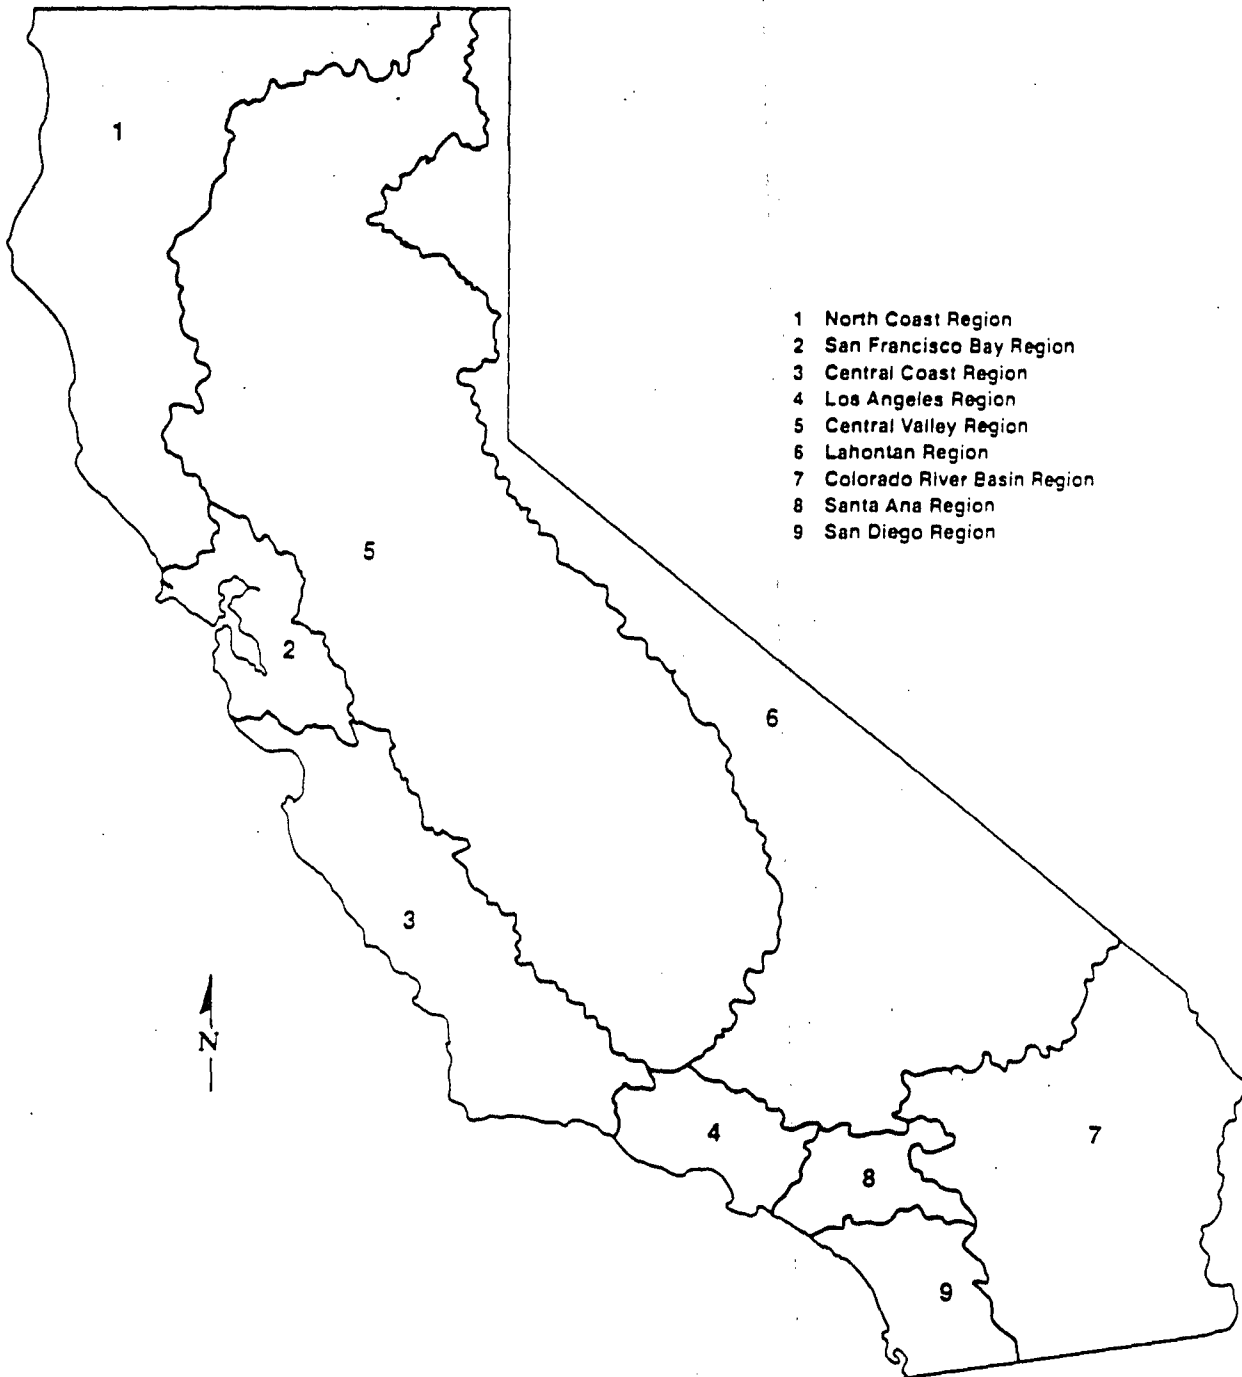 1
1 North Coast Region
2 San Francisco Bay Region
3 Central Coast Region
4 Los Angeles Region
5 Central Valley Region
6 Lahontan Region
7 Colorado River Basin Region
8 Santa Ana Region
9 San Diego Region
5
2
6
3
N
4
7
8
9